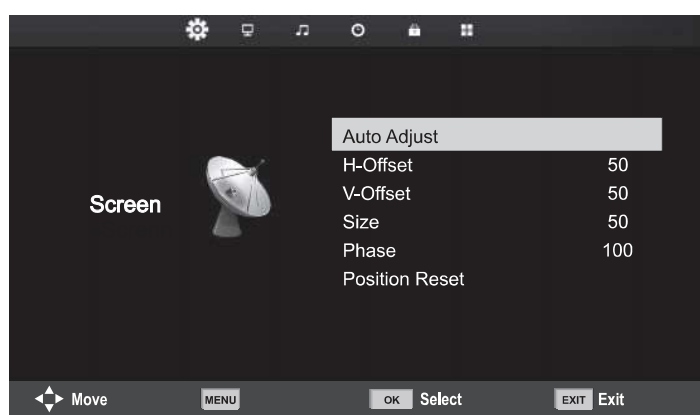 Screen
Auto Adjust
H-Offset 50
V-Offset 50
Size 50
Phase 100
Position Reset
Move MENU OK Select EXIT Exit